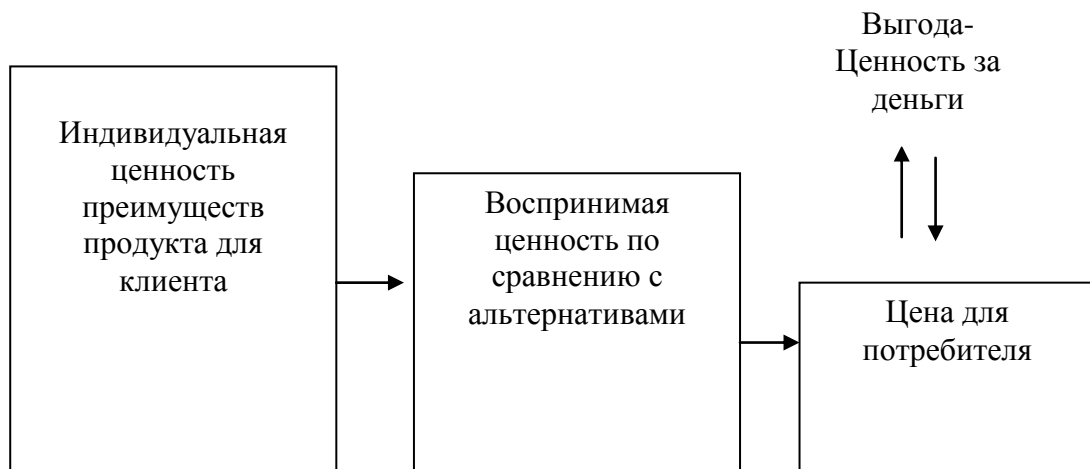 Выгода-
Ценность за
деньги
Индивидуальная
ценность
преимуществ
продукта для
клиента
Воспринимая
ценность по
сравнению с
альтернативами
Цена для
потребителя